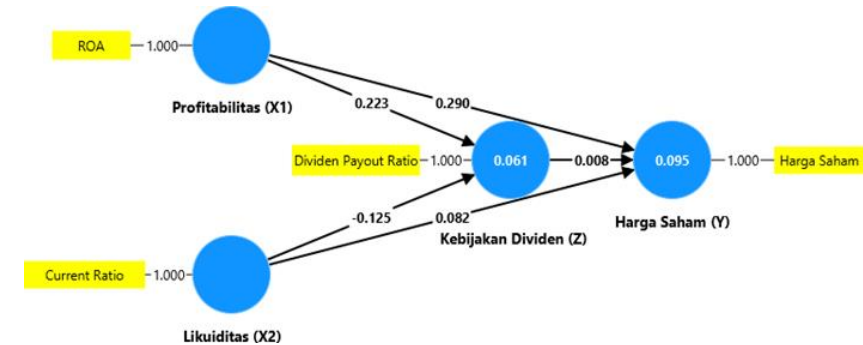 ROA
1.000
Profitabilitas (X1)
0.223
0.290
Dividen Payout Ratio
1.000
0.061
0.008
0.095
1.000
Harga Saham
-0.125
0.082
Kebijakan Dividen (Z)
Harga Saham (Y)
Current Ratio
1.000
Likuiditas (X2)